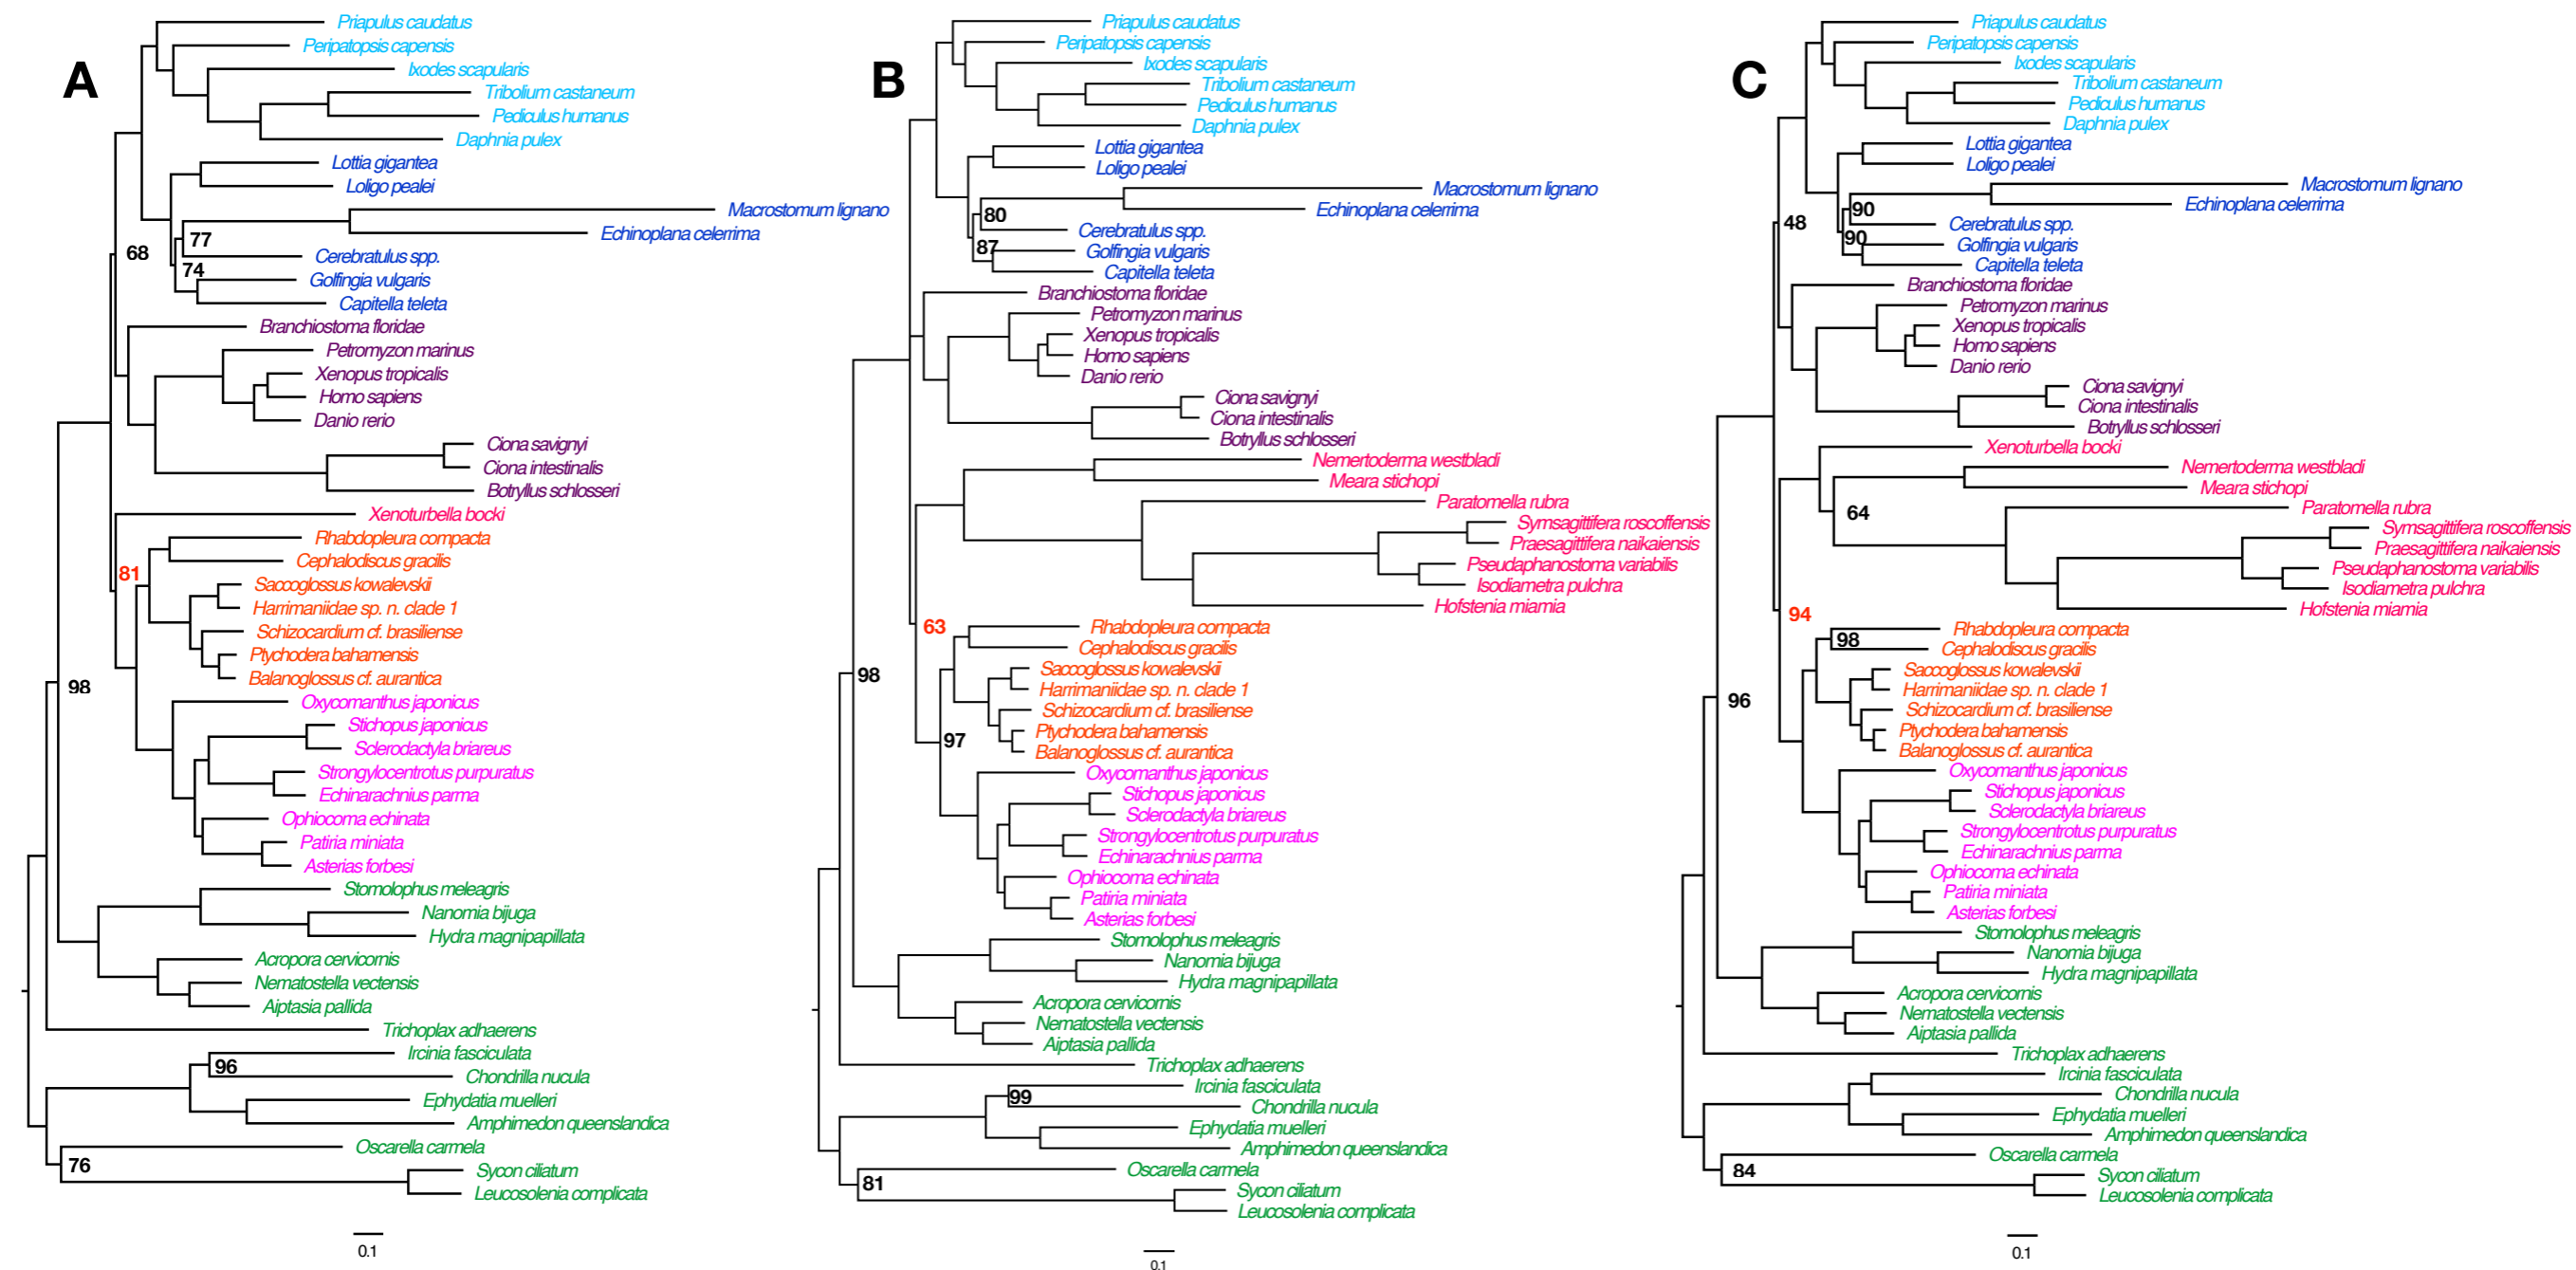 A
Priapulus caudatus
Peripatopsis capensis
Ixodes scapularis
Tribolium castaneum
Pediculus humanus
Daphnia pulex
Lottia gigantea
Loligo pealei
Macrostomum lignano
77
Echinoplana celerrima
68
Cerebratulus spp.
74
Golfingia vulgaris
Capitella teleta
Branchiostoma floridae
Petromyzon marinus
Xenopus tropicalis
Homo sapiens
Danio rerio
Ciona savignyi
Ciona intestinalis
Botryllus schlosseri
Xenoturbella bocki
Rhabdopleura compacta
Cephalodiscus gracilis
81
Saccoglossus kowalevskii
Harrimaniidae sp. n. clade 1
Schizocardium cf. brasiliense
Ptychodera bahamensis
Balanoglossus cf. aurantica
98
Oxycomanthus japonicus
Stichopus japonicus
Sclerodactyla briareus
Strongylocentrotus purpuratus
Echinarachnius parma
Ophiocoma echinata
Patiria miniata
Asterias forbesi
Stomolophus meleagris
Nanomia bijuga
Hydra magnipapillata
Acropora cervicornis
Nematostella vectensis
Aiptasia pallida
Trichoplax adhaerens
Ircinia fasciculata
96
Chondrilla nucula
Ephydatia muelleri
Amphimedon queenslandica
Oscarella carmela
76
Sycon ciliatum
Leucosolenia complicata
0.1
B
Priapulus caudatus
Peripatopsis capensis
Ixodes scapularis
Tribolium castaneum
Pediculus humanus
Daphnia pulex
Lottia gigantea
Loligo pealei
Macrostomum lignano
80
Echinoplana celerrima
Cerebratulus spp.
87
Golfingia vulgaris
Capitella teleta
Branchiostoma floridae
Petromyzon marinus
Xenopus tropicalis
Homo sapiens
Danio rerio
Ciona savignyi
Ciona intestinalis
Botryllus schlosseri
Nemertoderma westbladi
Meara stichopi
Paratomella rubra
Symsagittifera roscoffensis
Praesagittifera naikaiensis
Pseudaphanostoma variabilis
Isodiametra pulchra
Hofstenia miamia
63
Rhabdopleura compacta
Cephalodiscus gracilis
98
Saccoglossus kowalevskii
Harrimaniidae sp. n. clade 1
Schizocardium cf. brasiliense
Ptychodera bahamensis
97
Balanoglossus cf. aurantica
Oxycomanthus japonicus
Stichopus japonicus
Sclerodactyla briareus
Strongylocentrotus purpuratus
Echinarachnius parma
Ophiocoma echinata
Patiria miniata
Asterias forbesi
Stomolophus meleagris
Nanomia bijuga
Hydra magnipapillata
Acropora cervicornis
Nematostella vectensis
Aiptasia pallida
Trichoplax adhaerens
Ircinia fasciculata
99
Chondrilla nucula
Ephydatia muelleri
Amphimedon queenslandica
Oscarella carmela
81
Sycon ciliatum
Leucosolenia complicata
0.1
C
Priapulus caudatus
Peripatopsis capensis
Ixodes scapularis
Tribolium castaneum
Pediculus humanus
Daphnia pulex
Lottia gigantea
Loligo pealei
Macrostomum lignano
90
Echinoplana celerrima
48
Cerebratulus spp.
90
Golfingia vulgaris
Capitella teleta
Branchiostoma floridae
Petromyzon marinus
Xenopus tropicalis
Homo sapiens
Danio rerio
Ciona savignyi
Ciona intestinalis
Botryllus schlosseri
Xenoturbella bocki
Nemertoderma westbladi
Meara stichopi
64
Paratomella rubra
Symsagittifera roscoffensis
Praesagittifera naikaiensis
Pseudaphanostoma variabilis
Isodiametra pulchra
Hofstenia miamia
94
Rhabdopleura compacta
98
Cephalodiscus gracilis
Saccoglossus kowalevskii
Harrimaniidae sp. n. clade 1
96
Schizocardium cf. brasiliense
Ptychodera bahamensis
Balanoglossus cf. aurantica
Oxycomanthus japonicus
Stichopus japonicus
Sclerodactyla briareus
Strongylocentrotus purpuratus
Echinarachnius parma
Ophiocoma echinata
Patiria miniata
Asterias forbesi
Stomolophus meleagris
Nanomia bijuga
Hydra magnipapillata
Acropora cervicornis
Nematostella vectensis
Aiptasia pallida
Trichoplax adhaerens
Ircinia fasciculata
Chondrilla nucula
Ephydatia muelleri
Amphimedon queenslandica
Oscarella carmela
84
Sycon ciliatum
Leucosolenia complicata
0.1